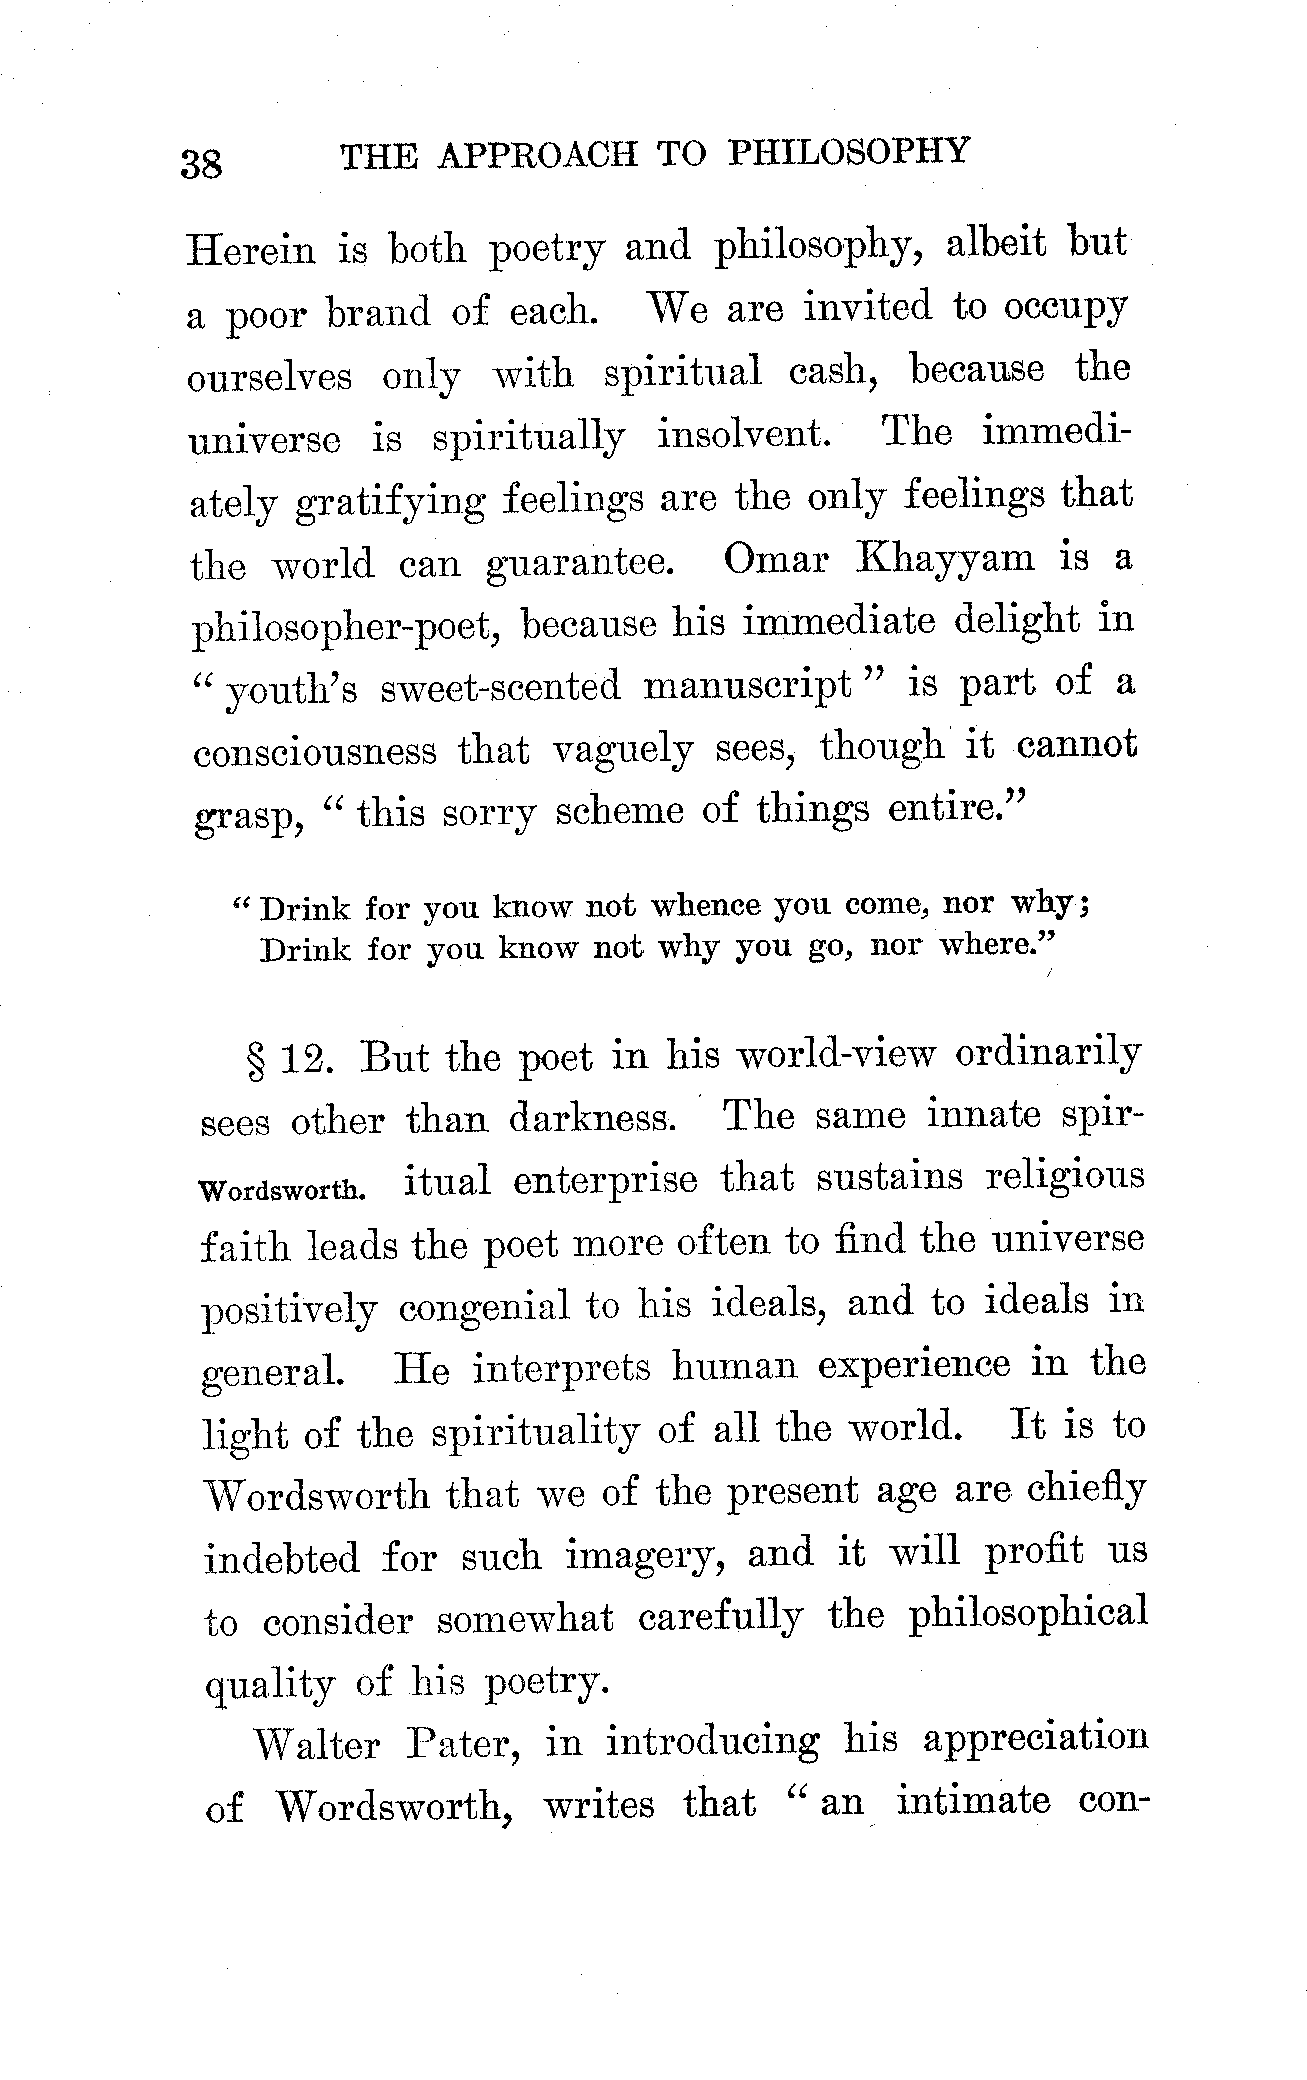 38 THE APPROACH TO PHILOSOPHY
Herein is both poetry and philosophy, albeit but
a poor brand of each. We are invited to occupy
ourselves only with spiritual cash, because the
universe is spiritually insolvent. The immedi-
ately gratifying feelings are the only feelings that
the world can guarantee. Omar Khayyam is a
philosopher-poet, because his immediate delight in
“ youth’s sweet-scented manuscript ” is part of a
consciousness that vaguely sees, though it cannot
grasp, “ this sorry scheme of things entire.”
“ Drink for you know not whence you come, nor why;
Drink for you know not why you go, nor where.”
§ 12. But the poet in his world-view ordinarily
sees other than darkness. The same innate spir-
Wordsworth. itual enterprise that sustains religious
faith leads the poet more often to find the universe
positively congenial to his ideals, and to ideals in
general. He interprets human experience in the
light of the spirituality of all the world. It is to
Wordsworth that we of the present age are chiefly
indebted for such imagery, and it will profit us
to consider somewhat carefully the philosophical
quality of his poetry.
Walter Pater, in introducing his appreciation
of Wordsworth, writes that “ an intimate con-